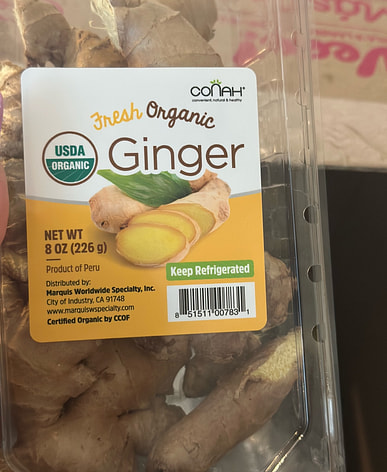 CONAH®
convenient, natural & healthy
Fresh Organic
Ginger
USDA
ORGANIC
NET WT
8 OZ (226 g)
Product of Peru
Keep Refrigerated
Distributed by:
Marquis Worldwide Specialty, Inc.
City of Industry, CA 91748
www.marquiswspecialty.com
Certified Organic by CCOF
8 51511 00783 1